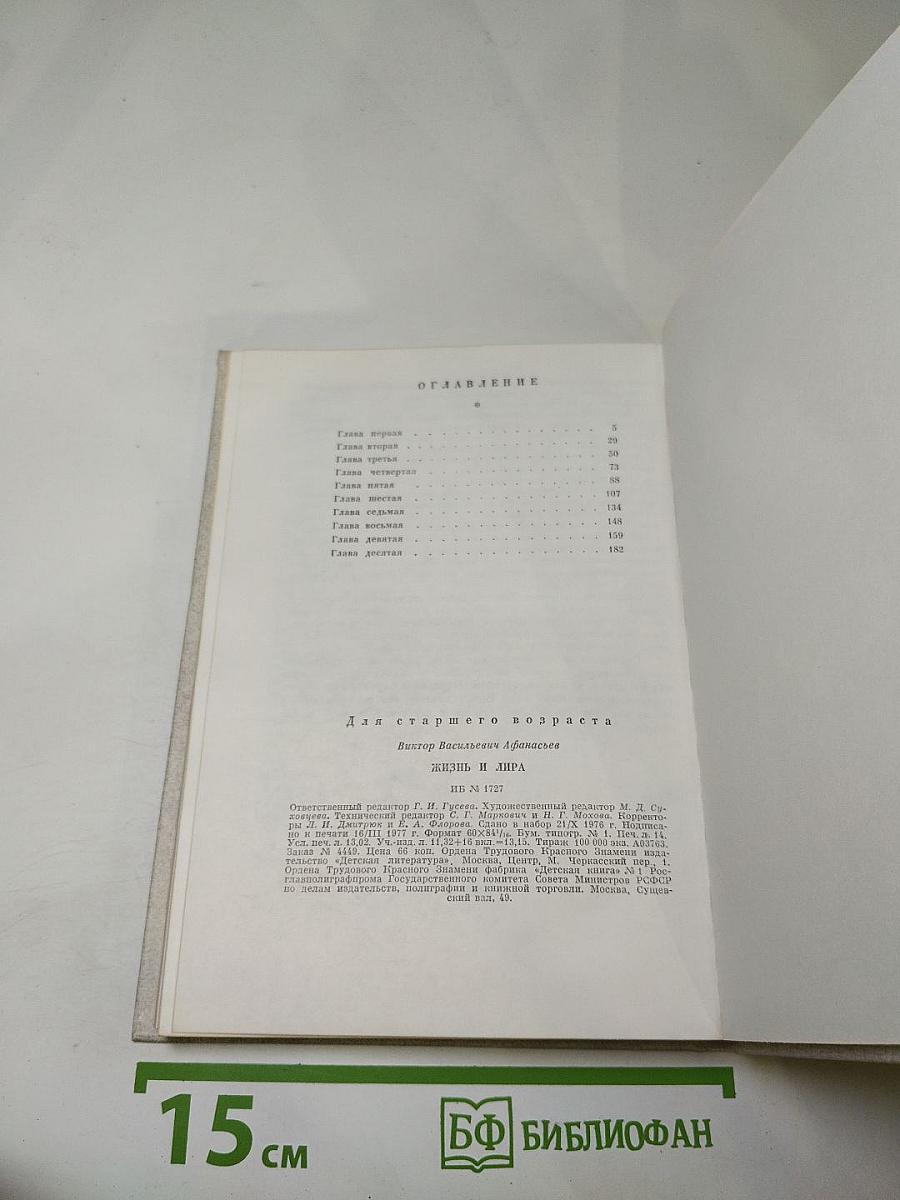 ОГЛАВЛЕНИЕ
*
Глава первая . . . . . . . . . . . . . . . 5
Глава вторая . . . . . . . . . . . . . . . 29
Глава третья . . . . . . . . . . . . . . . 50
Глава четвертая . . . . . . . . . . . . . . 73
Глава пятая . . . . . . . . . . . . . . . 88
Глава шестая . . . . . . . . . . . . . . . 107
Глава седьмая . . . . . . . . . . . . . . . 134
Глава восьмая . . . . . . . . . . . . . . . 148
Глава девятая . . . . . . . . . . . . . . . 159
Глава десятая . . . . . . . . . . . . . . . 182
Для старшего возраста
Виктор Васильевич Афанасьев
ЖИЗНЬ И ЛИРА
ИБ № 1727
Ответственный редактор Г. И. Гусева. Художественный редактор М. Д. Су-
ховцева. Технический редактор С. Г. Маркович и Н. Г. Мохова. Коррек­то-
ры Л. И. Дмитрюк и Е. А. Флорова. Сдано в набор 21/X 1976 г. Подписа-
но к печати 16/III 1977 г. Формат 60×84¹/₁₆. Бум. типогр. № 1. Печ. л. 14.
Усл. печ. л. 13,02. Уч.-изд. л. 11,32+16 вкл.=13,15. Тираж 100 000 экз. А03763.
Заказ № 4449. Цена 66 коп. Ордена Трудового Красного Знамени изда-
тельство «Детская литература». Москва, Центр, М. Черкасский пер., 1.
Ордена Трудового Красного Знамени фабрика «Детская книга» № 1 Рос-
главполиграфпрома Государственного комитета Совета Министров РСФСР
по делам издательств, полиграфии и книжной торговли. Москва, Сущев-
ский вал, 49.
15 см
БФ БИБЛИОФАН